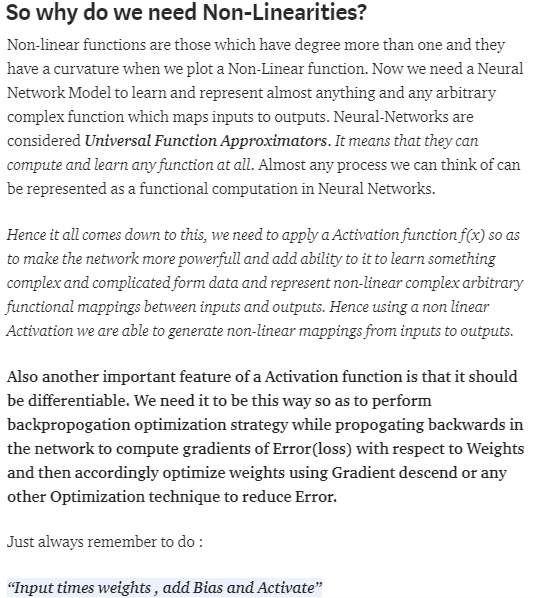 So why do we need Non-Linearities?
Non-linear functions are those which have degree more than one and they
have a curvature when we plot a Non-Linear function. Now we need a Neural
Network Model to learn and represent almost anything and any arbitrary
complex function which maps inputs to outputs. Neural-Networks are
considered Universal Function Approximators. It means that they can
compute and learn any function at all. Almost any process we can think of can
be represented as a functional computation in Neural Networks.
Hence it all comes down to this, we need to apply a Activation function f(x) so as
to make the network more powerfull and add ability to it to learn something
complex and complicated form data and represent non-linear complex arbitrary
functional mappings between inputs and outputs. Hence using a non linear
Activation we are able to generate non-linear mappings from inputs to outputs.
Also another important feature of a Activation function is that it should
be differentiable. We need it to be this way so as to perform
backpropogation optimization strategy while propogating backwards in
the network to compute gradients of Error(loss) with respect to Weights
and then accordingly optimize weights using Gradient descend or any
other Optimization technique to reduce Error.
Just always remember to do :
“Input times weights , add Bias and Activate”